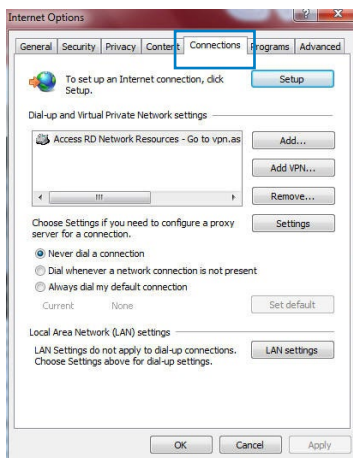 Internet Options
General Security Privacy Content Connections Programs Advanced
To set up an Internet connection, click
Setup.
Setup
Dial-up and Virtual Private Network settings
Access RD Network Resources - Go to vpn.as
Add...
Add VPN...
Remove...
Choose Settings if you need to configure a proxy
server for a connection.
Settings
Never dial a connection
Dial whenever a network connection is not present
Always dial my default connection
Current None
Set default
Local Area Network (LAN) settings
LAN Settings do not apply to dial-up connections.
Choose Settings above for dial-up settings.
LAN settings
OK Cancel Apply